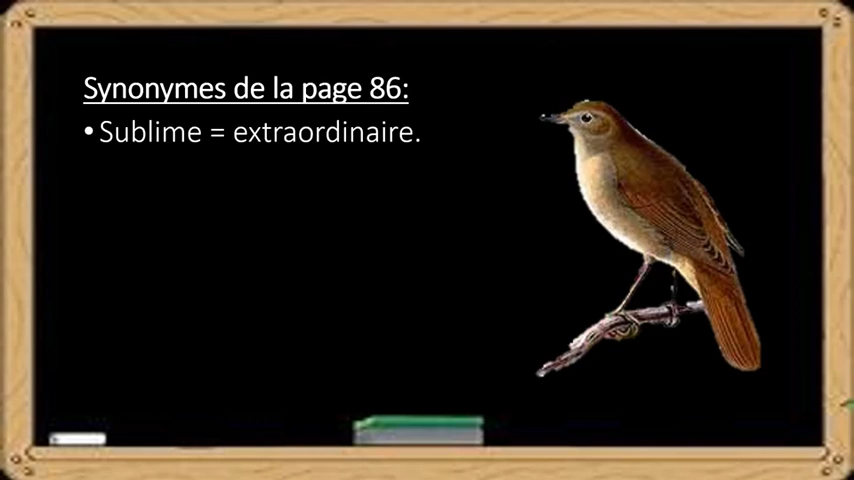 Synonymes de la page 86:
• Sublime = extraordinaire.